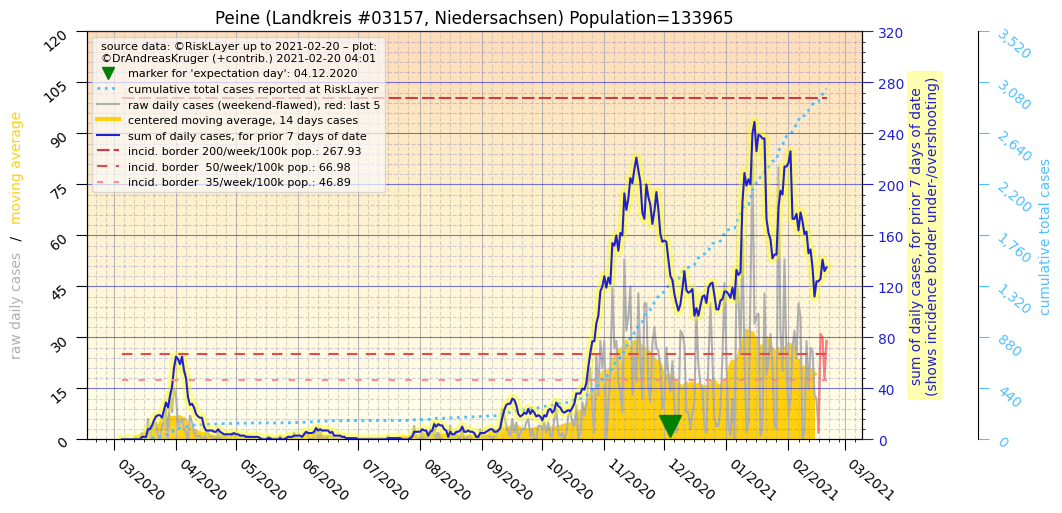 Peine (Landkreis #03157, Niedersachsen) Population=133965
source data: ©RiskLayer up to 2021-02-20 – plot:
©DrAndreasKruger (+contrib.) 2021-02-20 04:01
marker for 'expectation day': 04.12.2020
cumulative total cases reported at RiskLayer
raw daily cases (weekend-flawed), red: last 5
centered moving average, 14 days cases
sum of daily cases, for prior 7 days of date
incid. border 200/week/100k pop.: 267.93
incid. border  50/week/100k pop.: 66.98
incid. border  35/week/100k pop.: 46.89
raw daily cases / moving average
120
105
90
75
60
45
30
15
0
03/2020
04/2020
05/2020
06/2020
07/2020
08/2020
09/2020
10/2020
11/2020
12/2020
01/2021
02/2021
03/2021
320
280
240
200
160
120
80
40
0
sum of daily cases, for prior 7 days of date
(shows incidence border under-/overshooting)
3,520
3,080
2,640
2,200
1,760
1,320
880
440
0
cumulative total cases